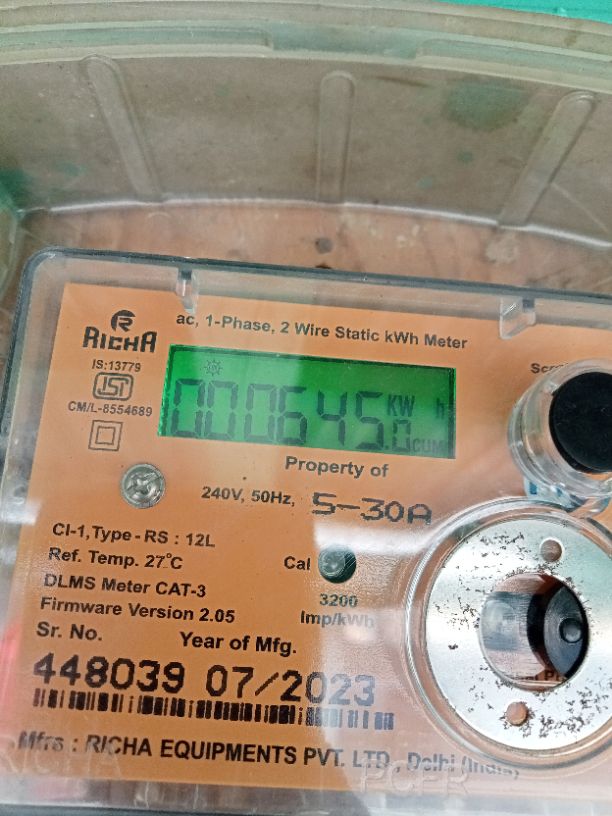 RICHA
ac, 1-Phase, 2 Wire Static kWh Meter
IS:13779
ISI
CM/L-8554689
000645.0 KW h CUM
Property of
240V, 50Hz, 5-30A
Cl-1, Type - RS : 12L
Ref. Temp. 27°C
Cal
DLMS Meter CAT-3
3200
Imp/kWh
Firmware Version 2.05
Sr. No. Year of Mfg.
448039 07/2023
Mfrs : RICHA EQUIPMENTS PVT. LTD., Delhi (India)
RICHA